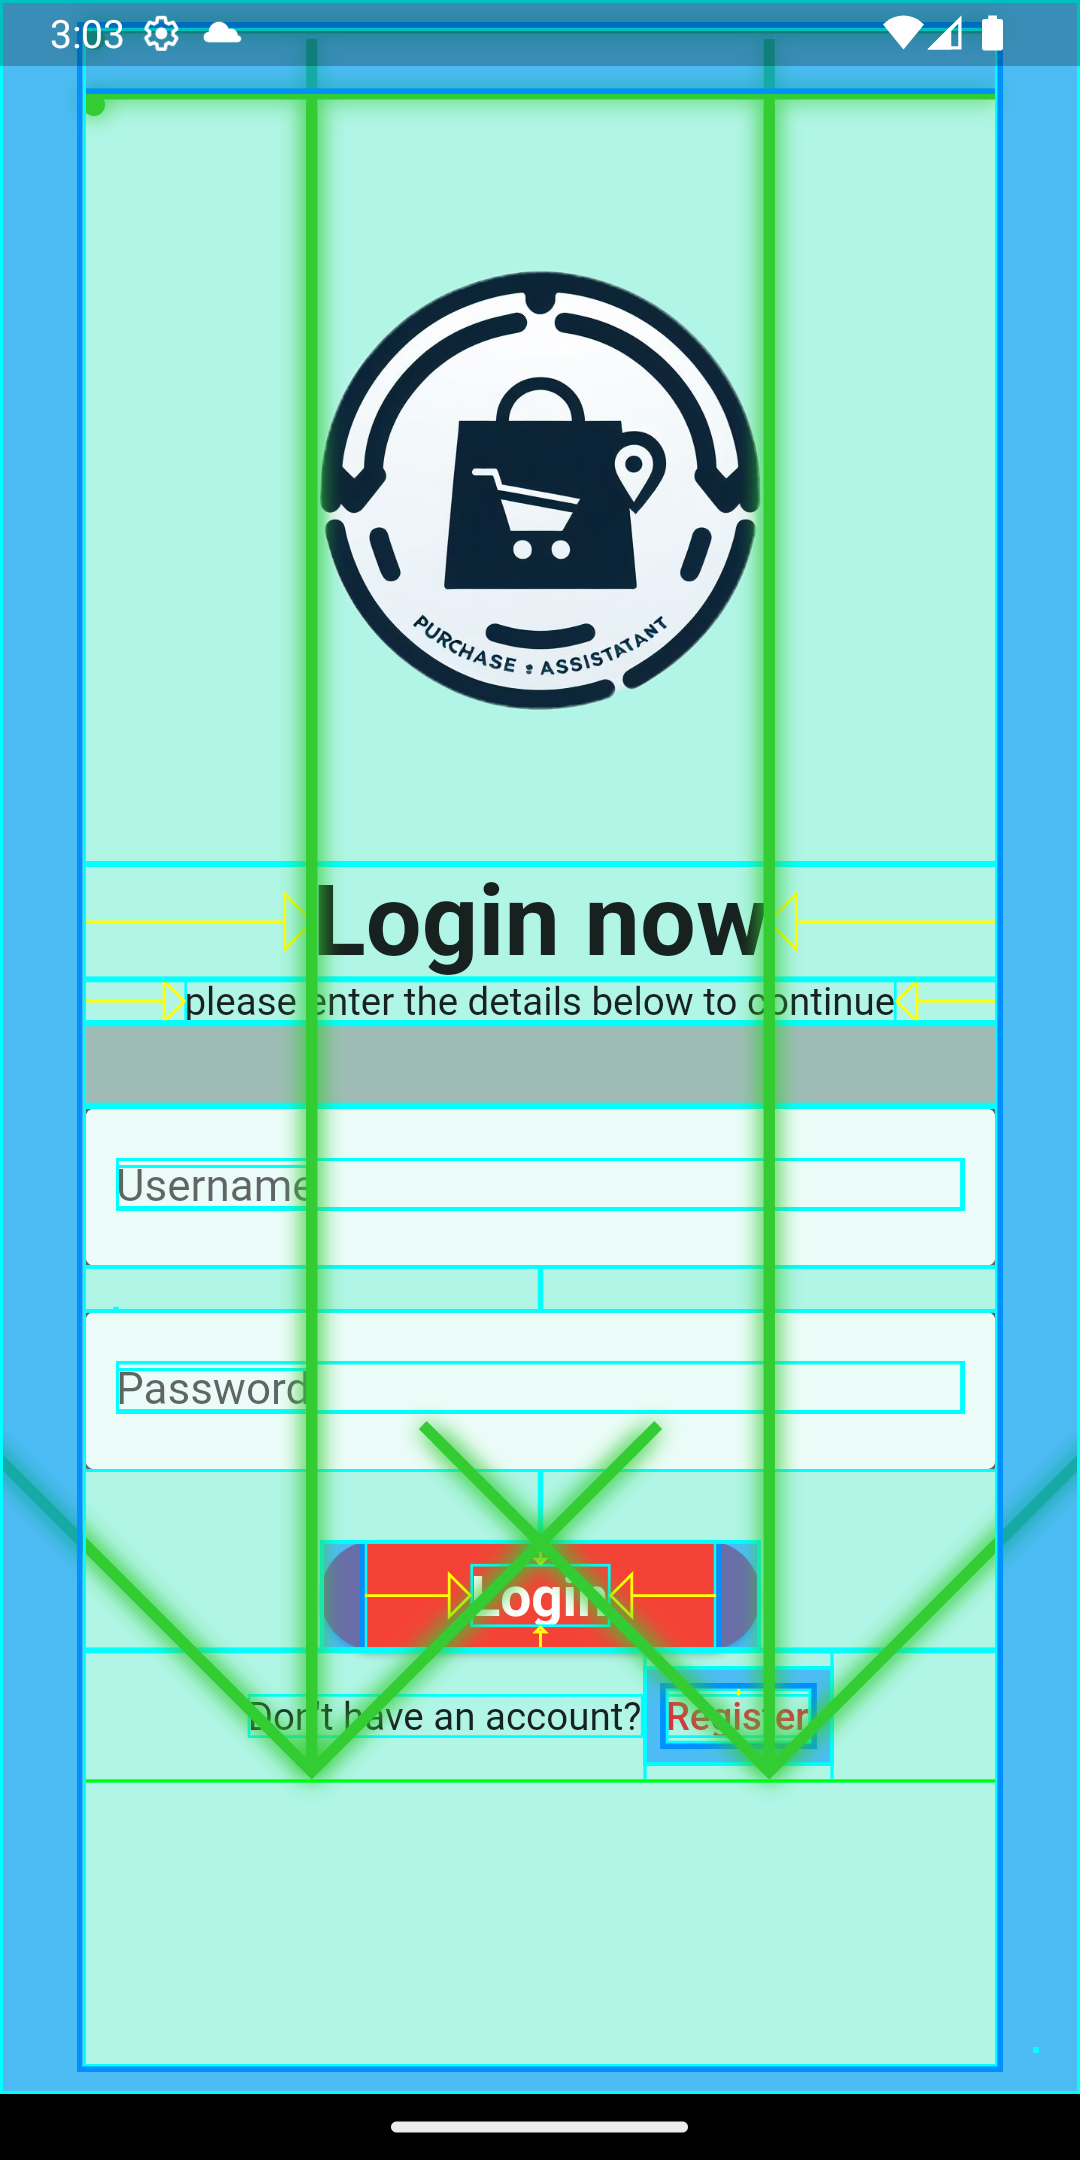 3:03
PURCHASE • ASSISTATANT
Login now
please enter the details below to continue
Username
Password
Login
Don't have an account? Register